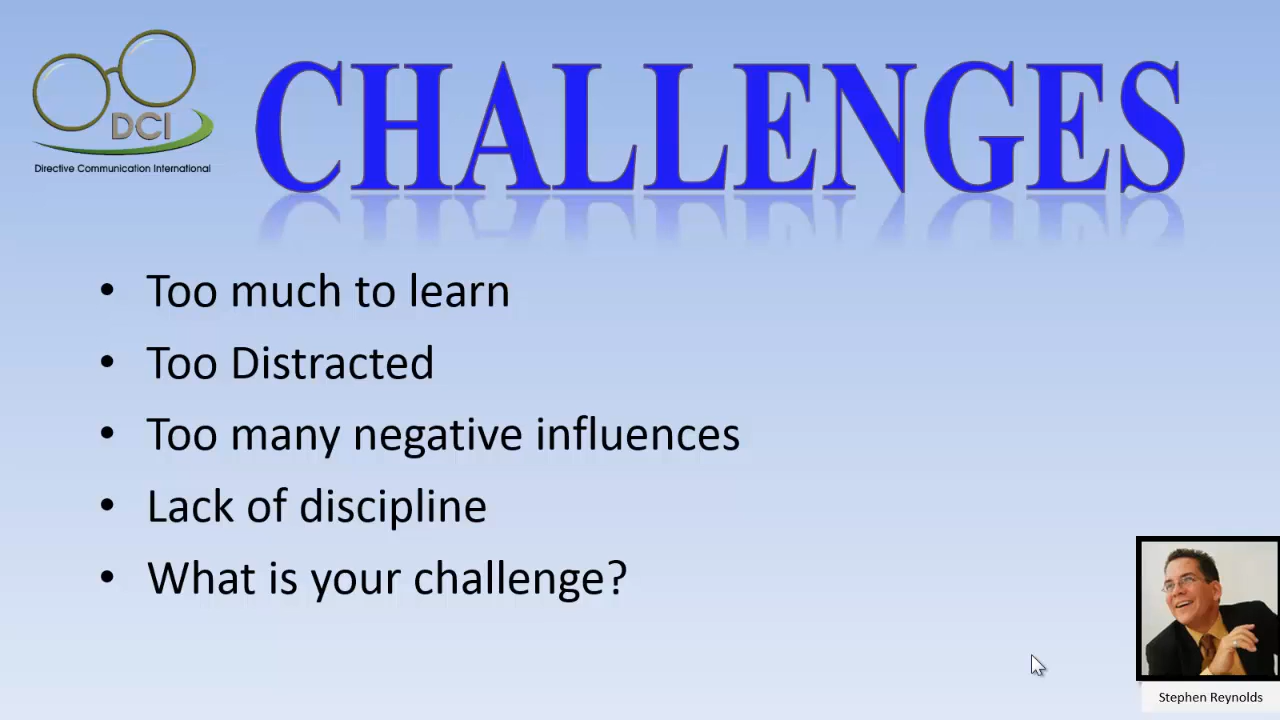 DCI
Directive Communication International
CHALLENGES
• Too much to learn
• Too Distracted
• Too many negative influences
• Lack of discipline
• What is your challenge?
Stephen Reynolds